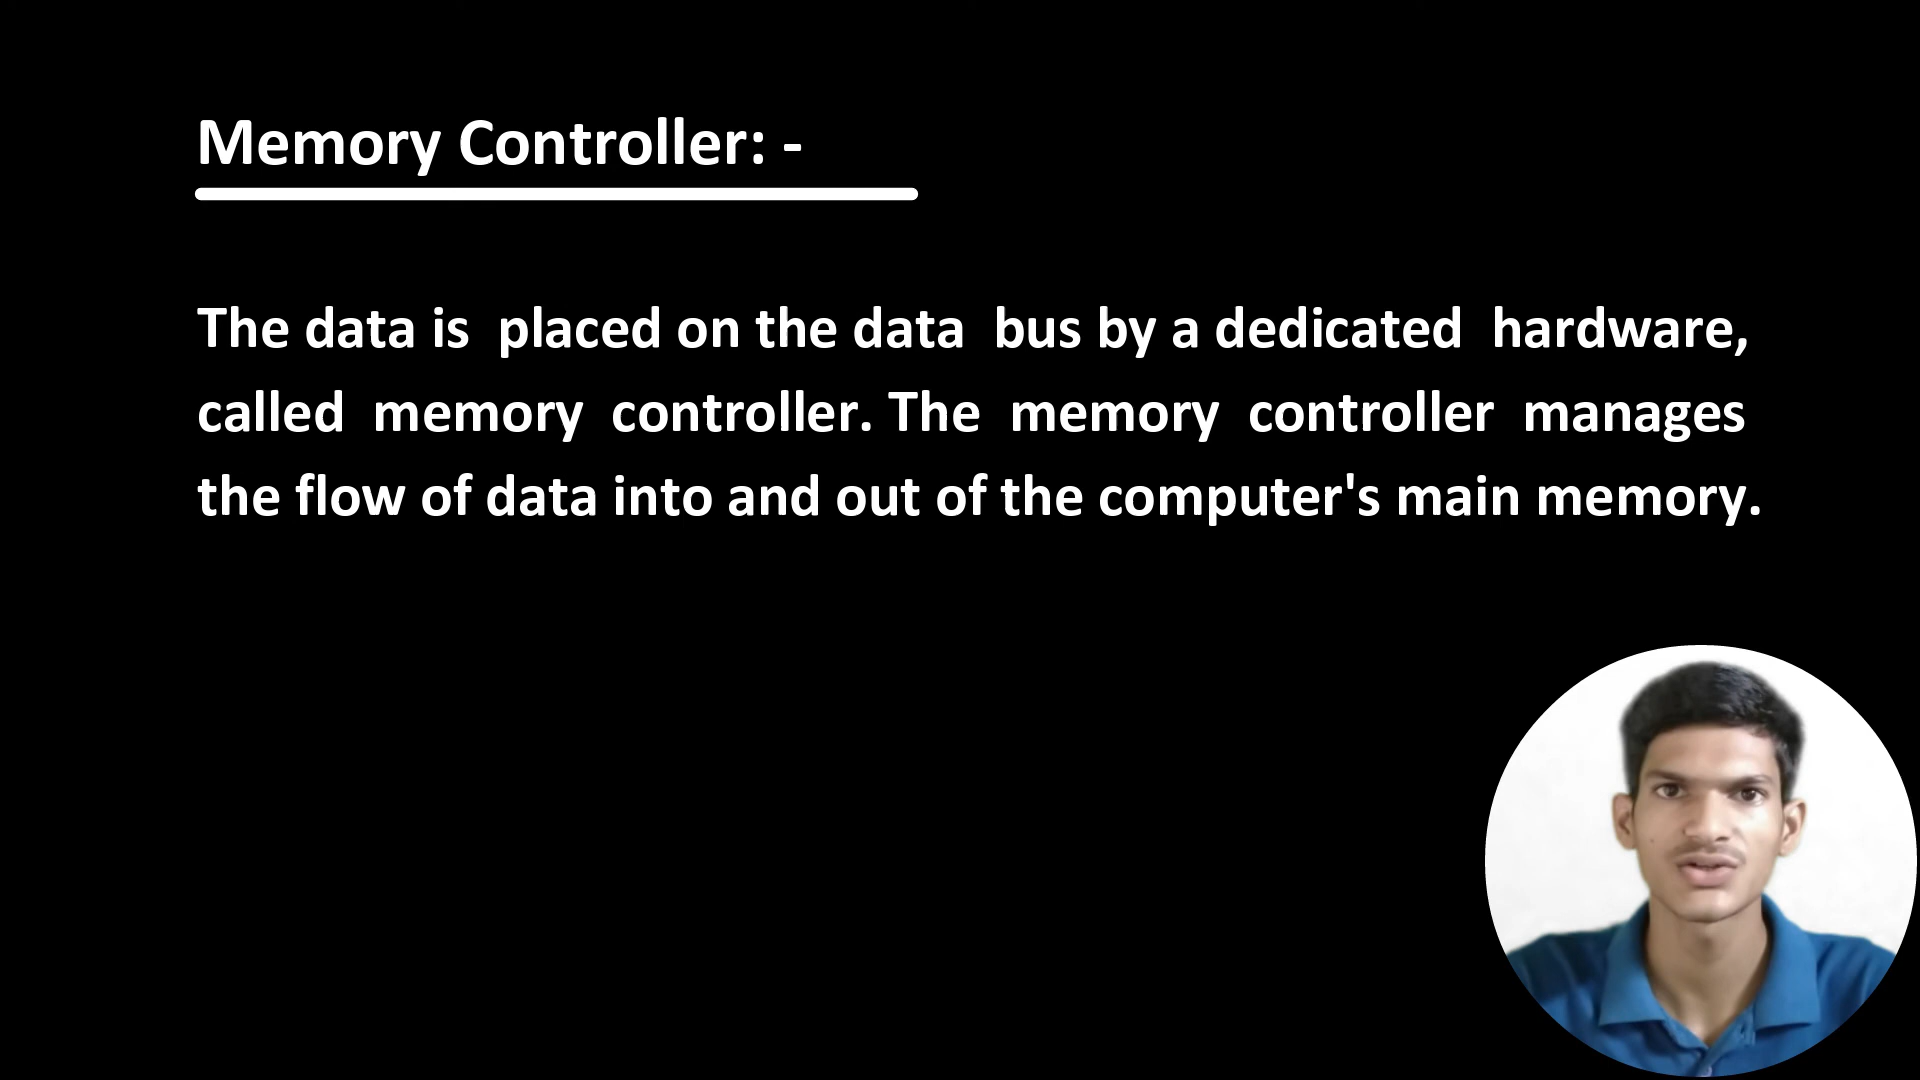 Memory Controller: -
The data is placed on the data bus by a dedicated hardware,
called memory controller. The memory controller manages
the flow of data into and out of the computer's main memory.